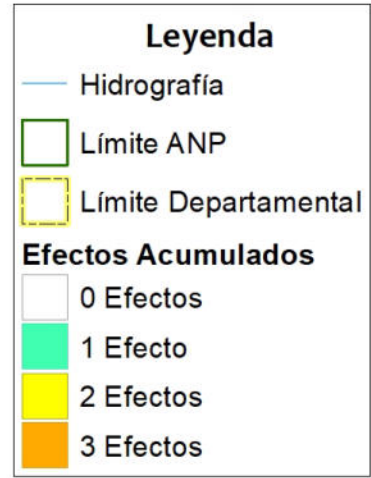 Leyenda
Hidrografía
Límite ANP
Límite Departamental
Efectos Acumulados
0 Efectos
1 Efecto
2 Efectos
3 Efectos